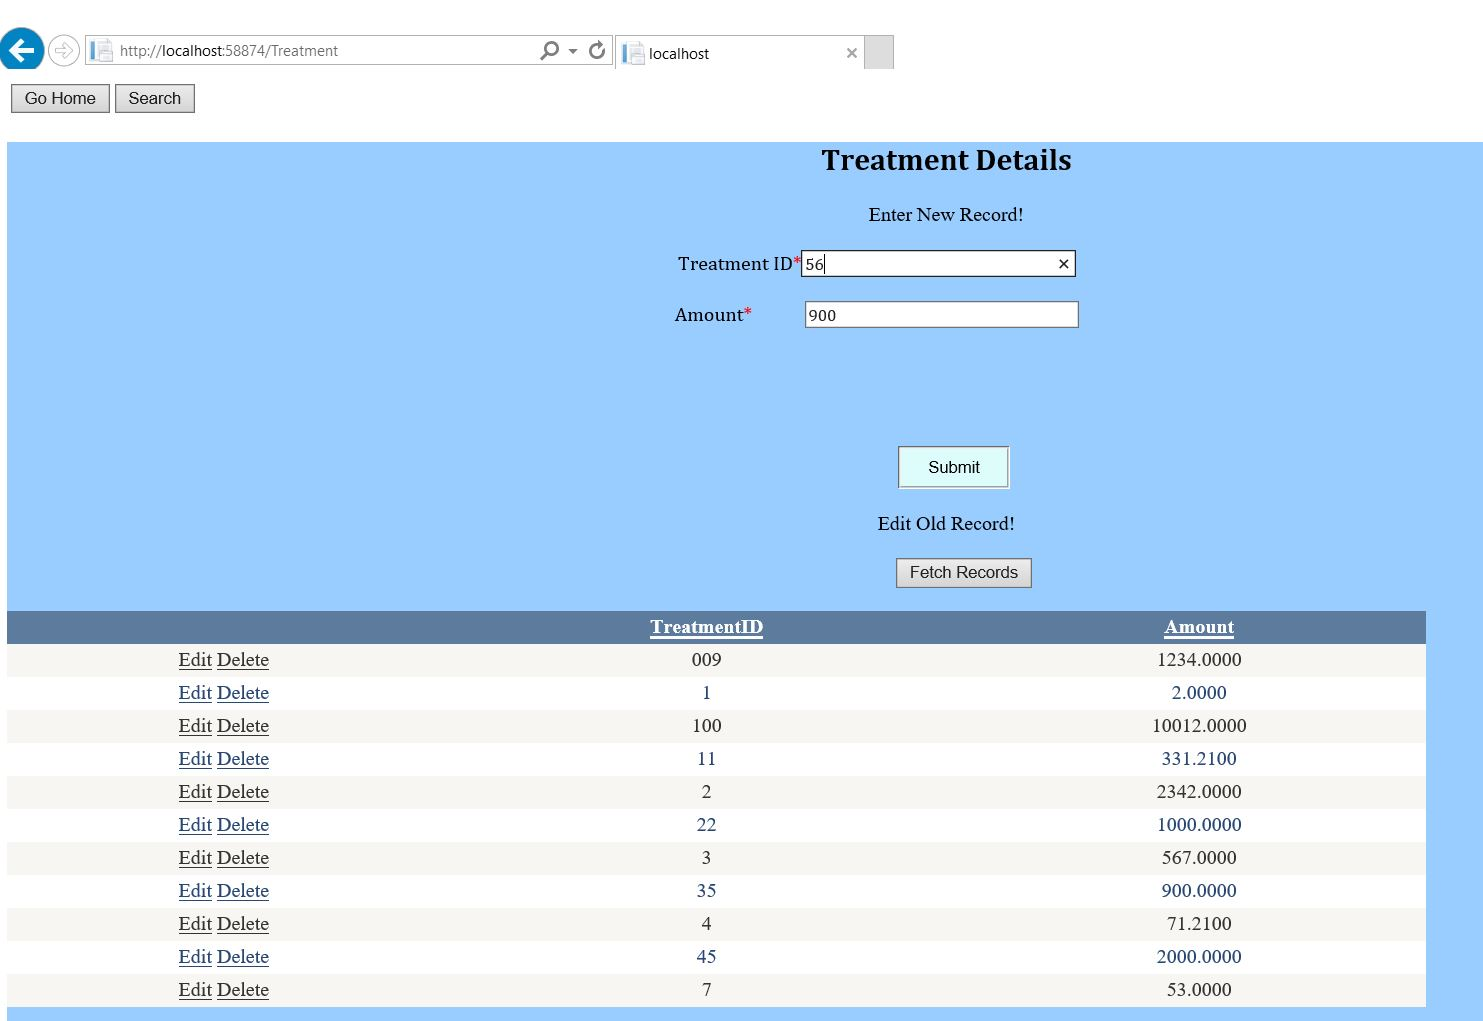 http://localhost:58874/Treatment localhost
Go Home Search
Treatment Details
Enter New Record!
Treatment ID* 56
Amount* 900
Submit
Edit Old Record!
Fetch Records
TreatmentID Amount
Edit Delete 009 1234.0000
Edit Delete 1 2.0000
Edit Delete 100 10012.0000
Edit Delete 11 331.2100
Edit Delete 2 2342.0000
Edit Delete 22 1000.0000
Edit Delete 3 567.0000
Edit Delete 35 900.0000
Edit Delete 4 71.2100
Edit Delete 45 2000.0000
Edit Delete 7 53.0000